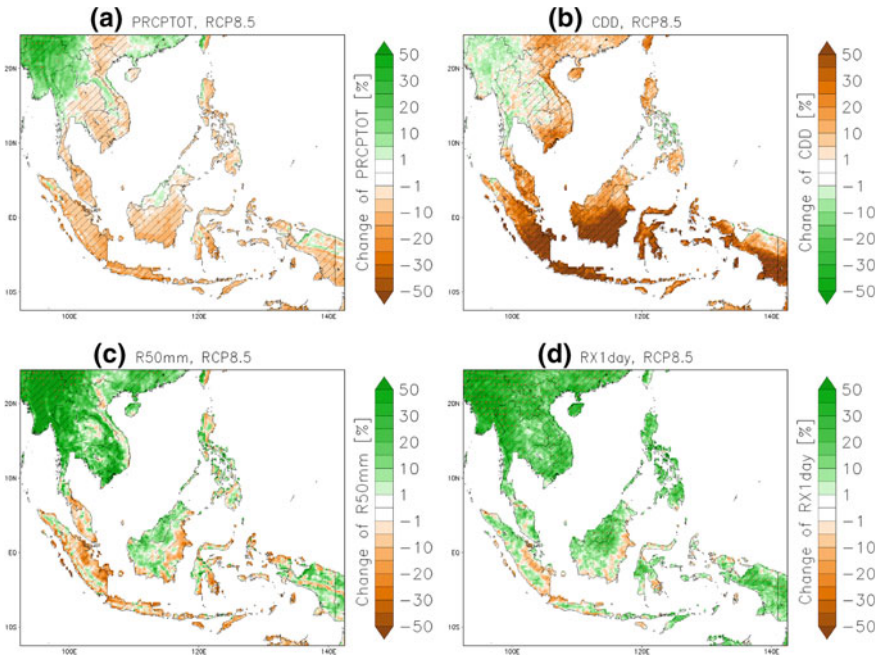 (a) PRCPTOT, RCP8.5
20N
10N
EQ
10S
100E 120E 140E
50
30
20
10
1
-1
-10
-20
-30
-50
Change of PRCPTOT [%]
(b) CDD, RCP8.5
20N
10N
EQ
10S
100E 120E 140E
50
30
20
10
1
-1
-10
-20
-30
-50
Change of CDD [%]
(c) R50mm, RCP8.5
20N
10N
EQ
10S
100E 120E 140E
50
30
20
10
1
-1
-10
-20
-30
-50
Change of R50mm [%]
(d) RX1day, RCP8.5
20N
10N
EQ
10S
100E 120E 140E
50
30
20
10
1
-1
-10
-20
-30
-50
Change of RX1day [%]